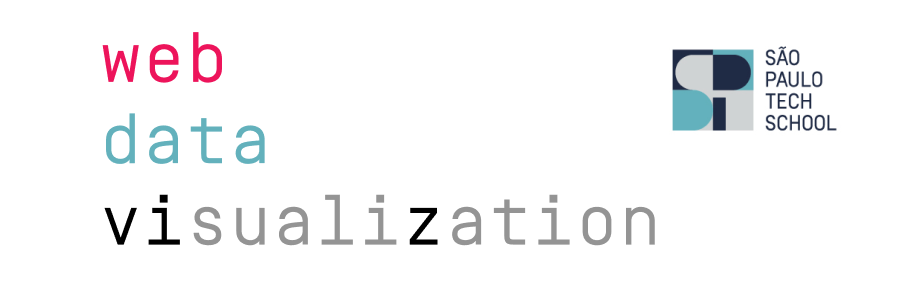 web
data
visualization
SÃO
PAULO
TECH
SCHOOL